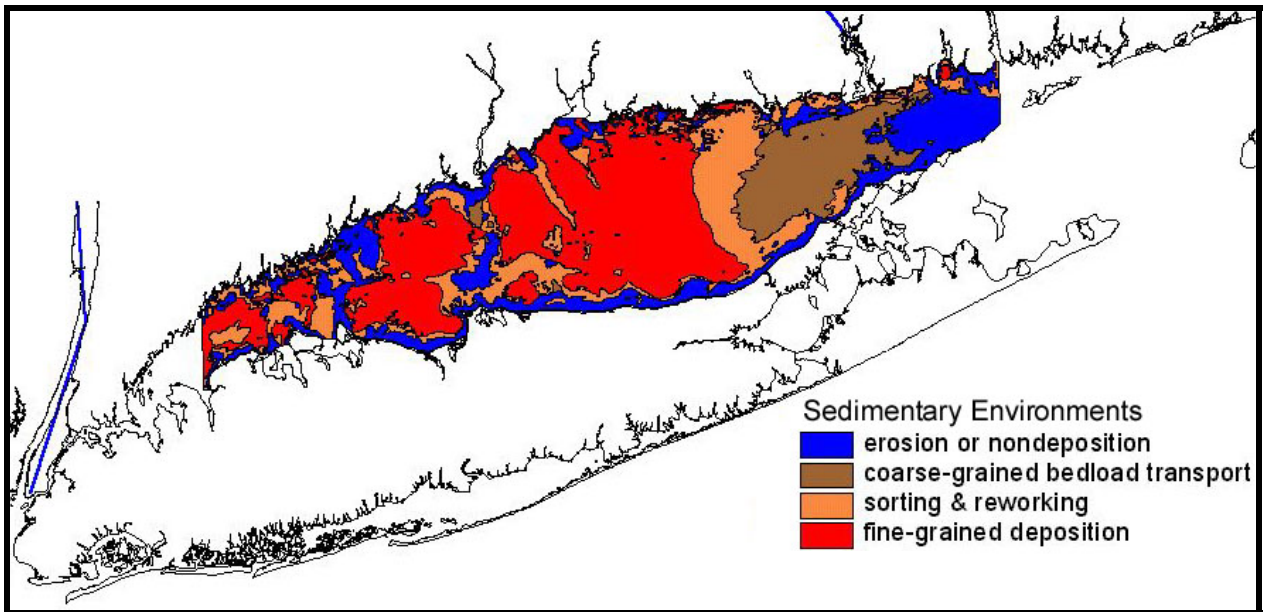 Sedimentary Environments
erosion or nondeposition
coarse-grained bedload transport
sorting & reworking
fine-grained deposition